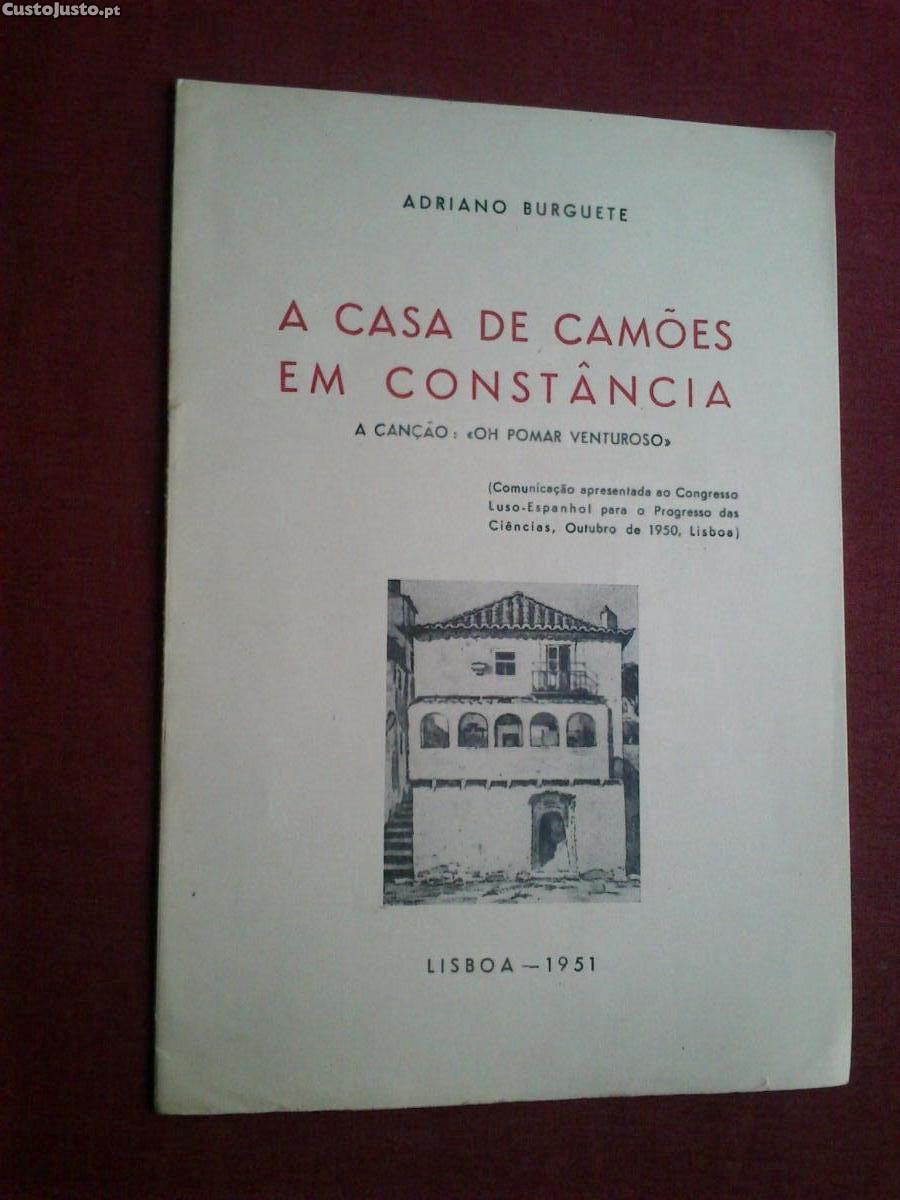 CustoJusto.pt
ADRIANO BURGUETE
A CASA DE CAMÕES
EM CONSTÂNCIA
A CANÇÃO: «OH POMAR VENTUROSO»
(Comunicação apresentada ao Congresso
Luso-Espanhol para o Progresso das
Ciências, Outubro de 1950, Lisboa)
LISBOA — 1951